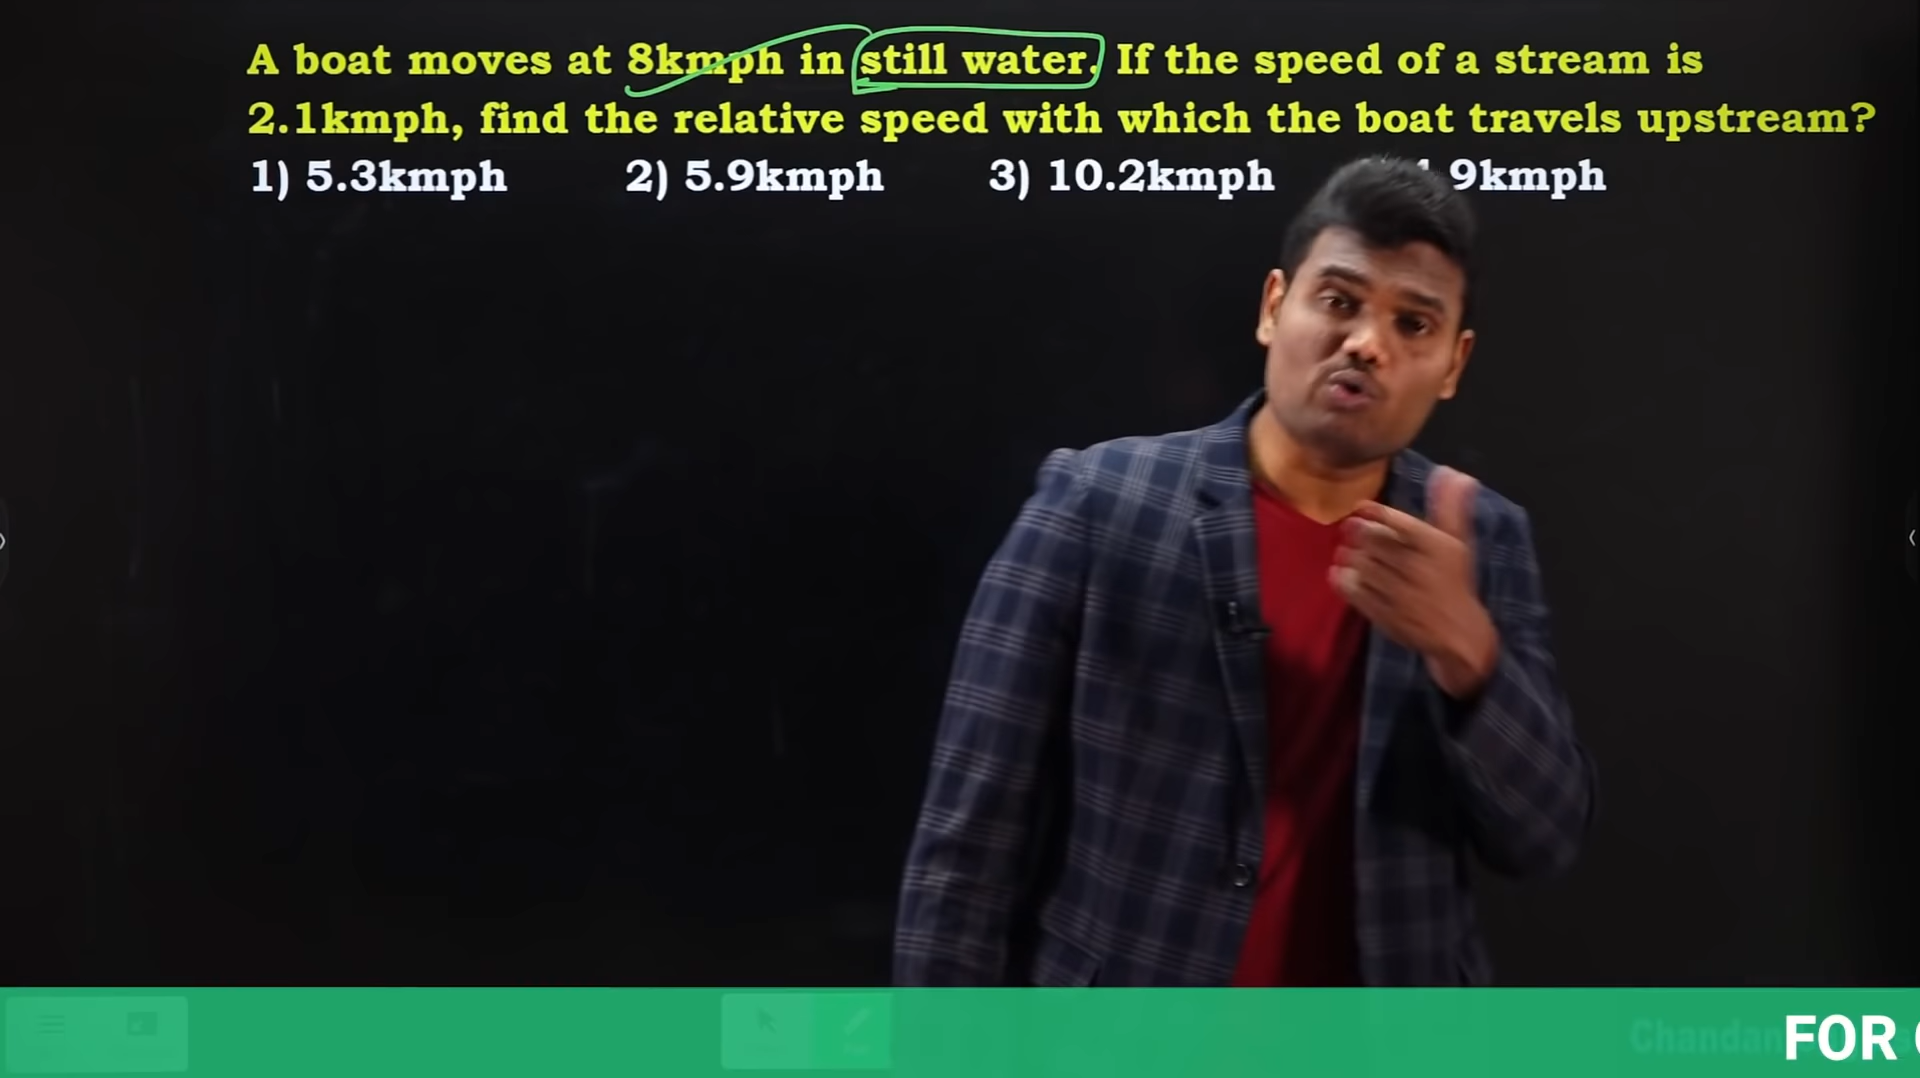 A boat moves at 8kmph in still water. If the speed of a stream is
2.1kmph, find the relative speed with which the boat travels upstream?
1) 5.3kmph 2) 5.9kmph 3) 10.2kmph 9kmph
FOR
Chandan